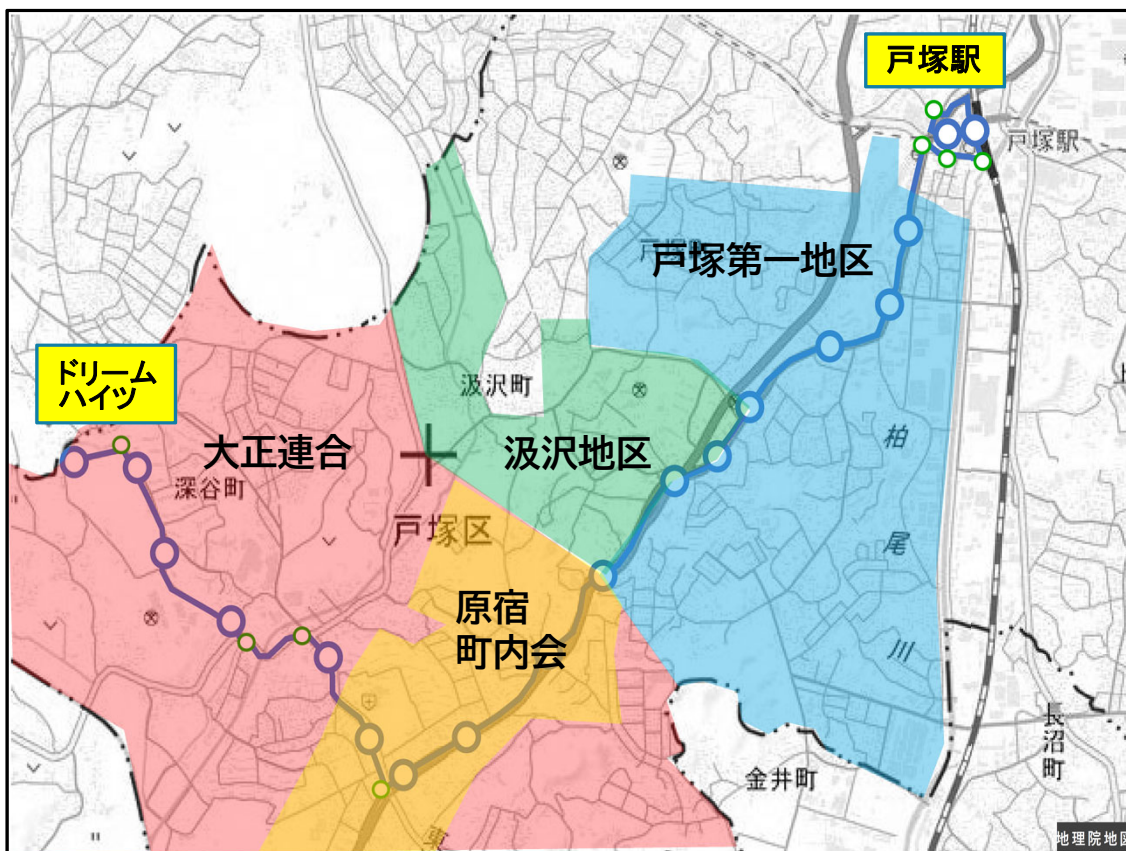 戸塚駅
戸塚駅
戸塚第一地区
ドリーム
ハイツ
汲沢町
大正連合
汲沢地区
深谷町
戸塚区
柏尾川
原宿
町内会
長沼町
金井町
東
地理院地図